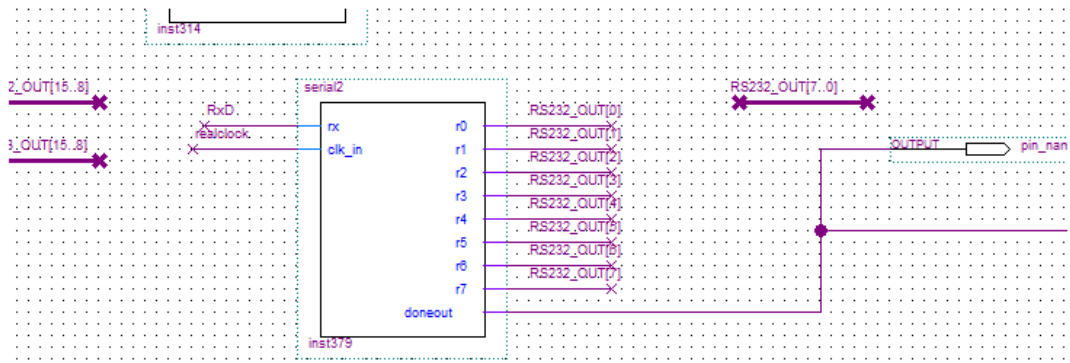 inst314
2_OUT[15..8]
serial2
RS232_OUT[7..0]
RxD
rx
r0
RS232_OUT[0]
realclock
clk_in
r1
RS232_OUT[1]
3_OUT[15..8]
r2
RS232_OUT[2]
OUTPUT
pin_nan
r3
RS232_OUT[3]
r4
RS232_OUT[4]
r5
RS232_OUT[5]
r6
RS232_OUT[6]
r7
RS232_OUT[7]
doneout
inst379